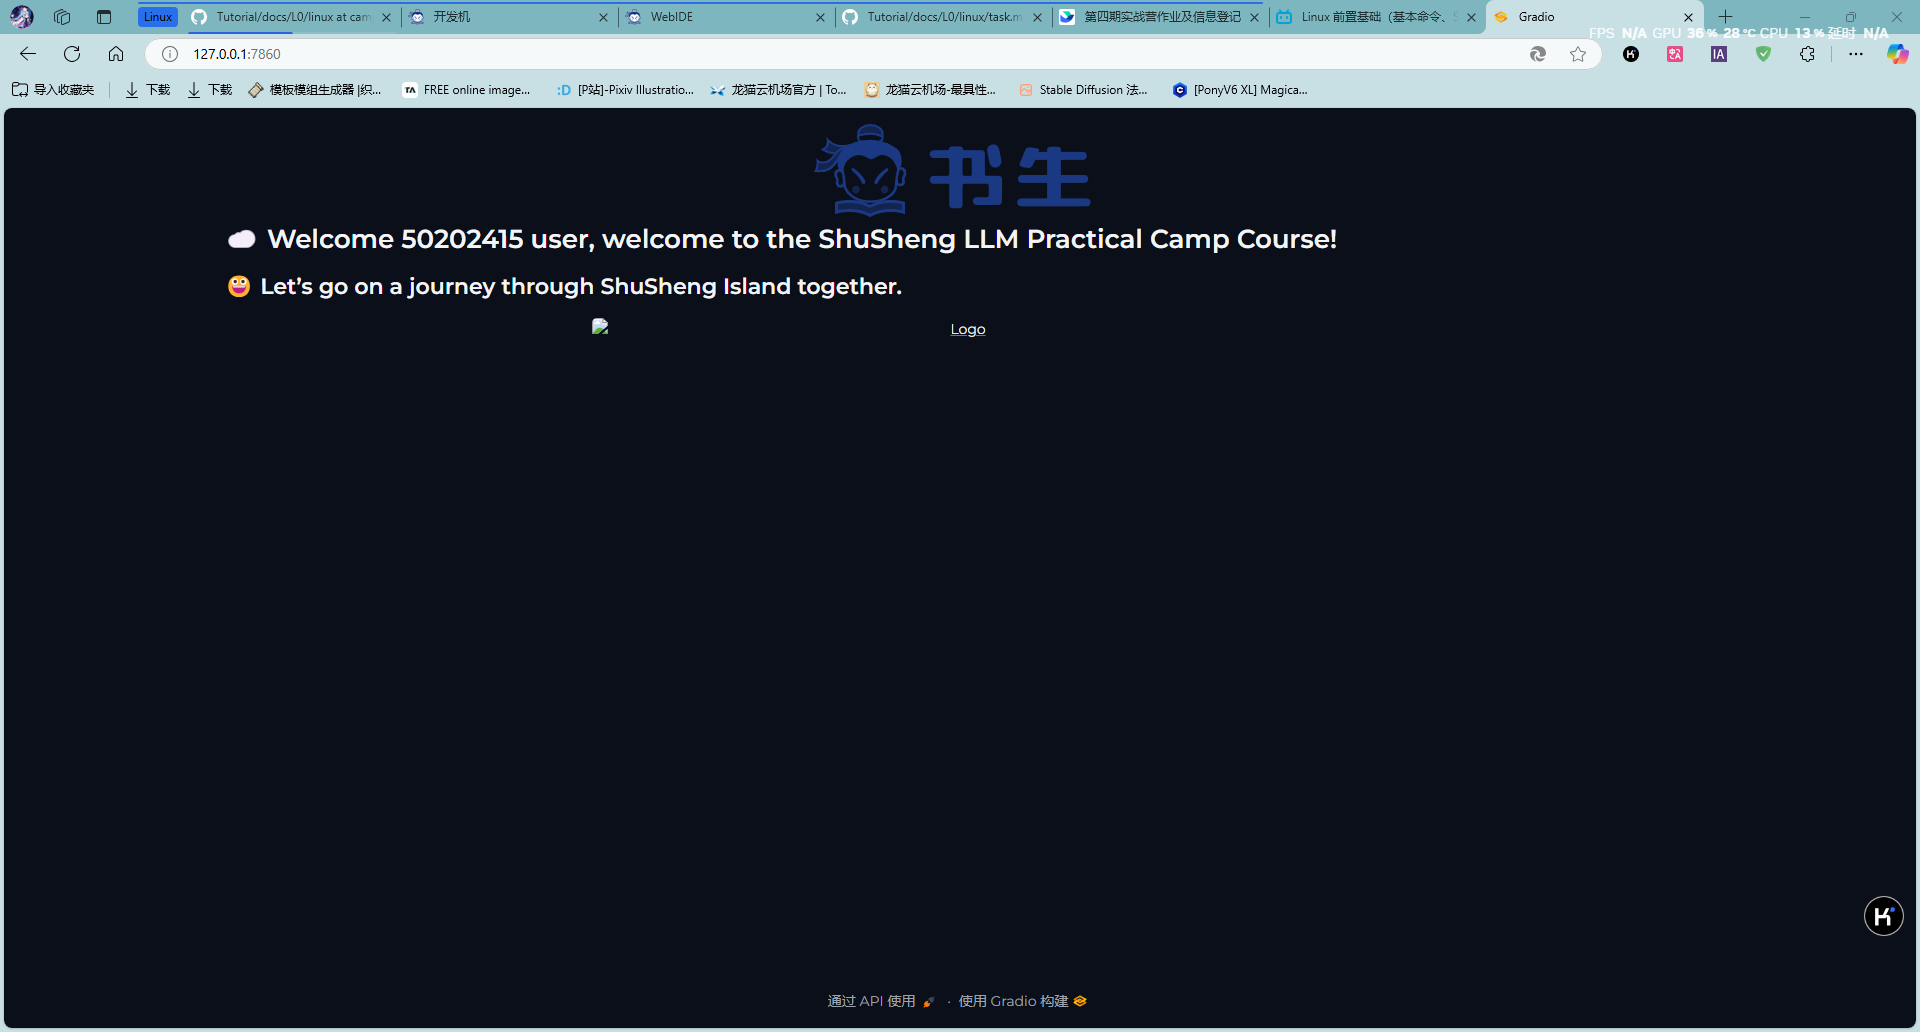 Linux
Tutorial/docs/L0/linux at cam
开发机
WebIDE
Tutorial/docs/L0/linux/task.m
第四期实战营作业及信息登记
Linux 前置基础（基本命令、
Gradio
FPS N/A GPU 36 % 28 °C CPU 13 % 延时 N/A
127.0.0.1:7860
导入收藏夹
下载
下载
模板模组生成器 |织...
FREE online image...
[P站]-Pixiv Illustratio...
龙猫云机场官方 | To...
龙猫云机场-最具性...
Stable Diffusion 法...
[PonyV6 XL] Magica...
书生
☁️ Welcome 50202415 user, welcome to the ShuSheng LLM Practical Camp Course!
😀 Let’s go on a journey through ShuSheng Island together.
Logo
通过 API 使用 🚀 · 使用 Gradio 构建